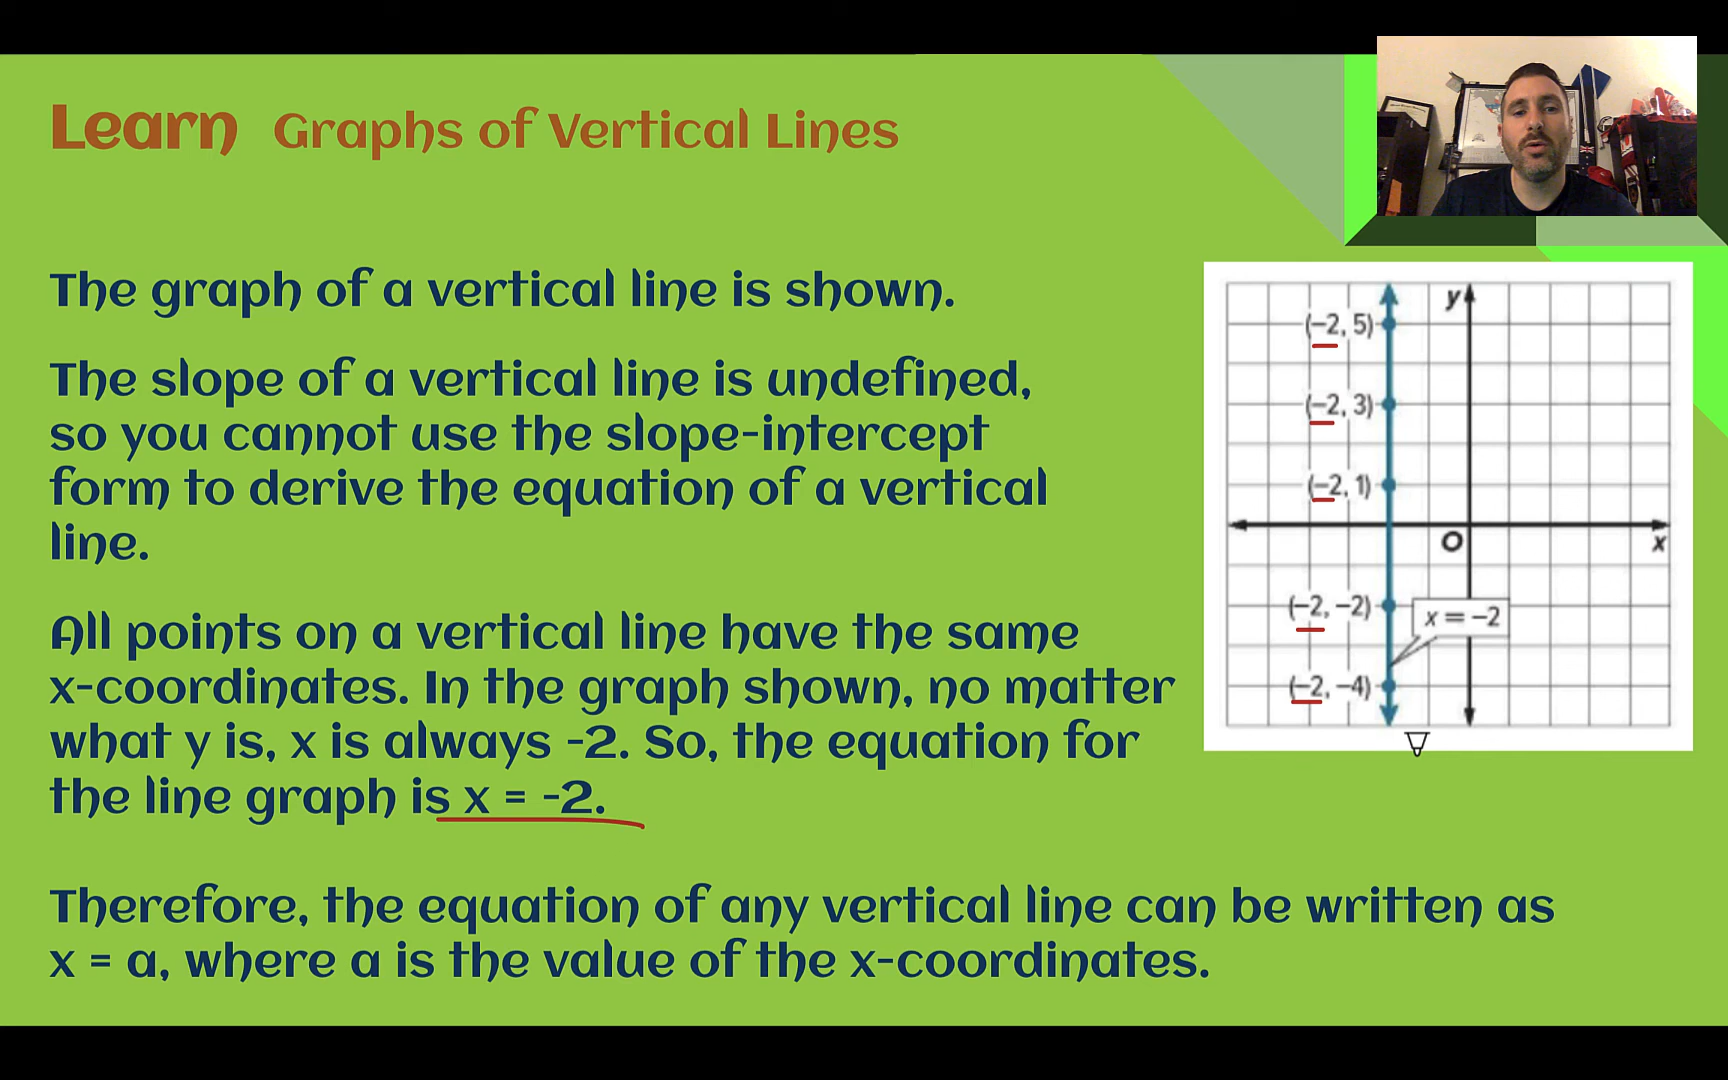 Learn Graphs of Vertical Lines
The graph of a vertical line is shown.
The slope of a vertical line is undefined,
so you cannot use the slope-intercept
form to derive the equation of a vertical
line.
All points on a vertical line have the same
x-coordinates. In the graph shown, no matter
what y is, x is always -2. So, the equation for
the line graph is x = -2.
Therefore, the equation of any vertical line can be written as
x = a, where a is the value of the x-coordinates.
y
(−2, 5)
(−2, 3)
(−2, 1)
O
x
(−2, −2)
x = −2
(−2, −4)